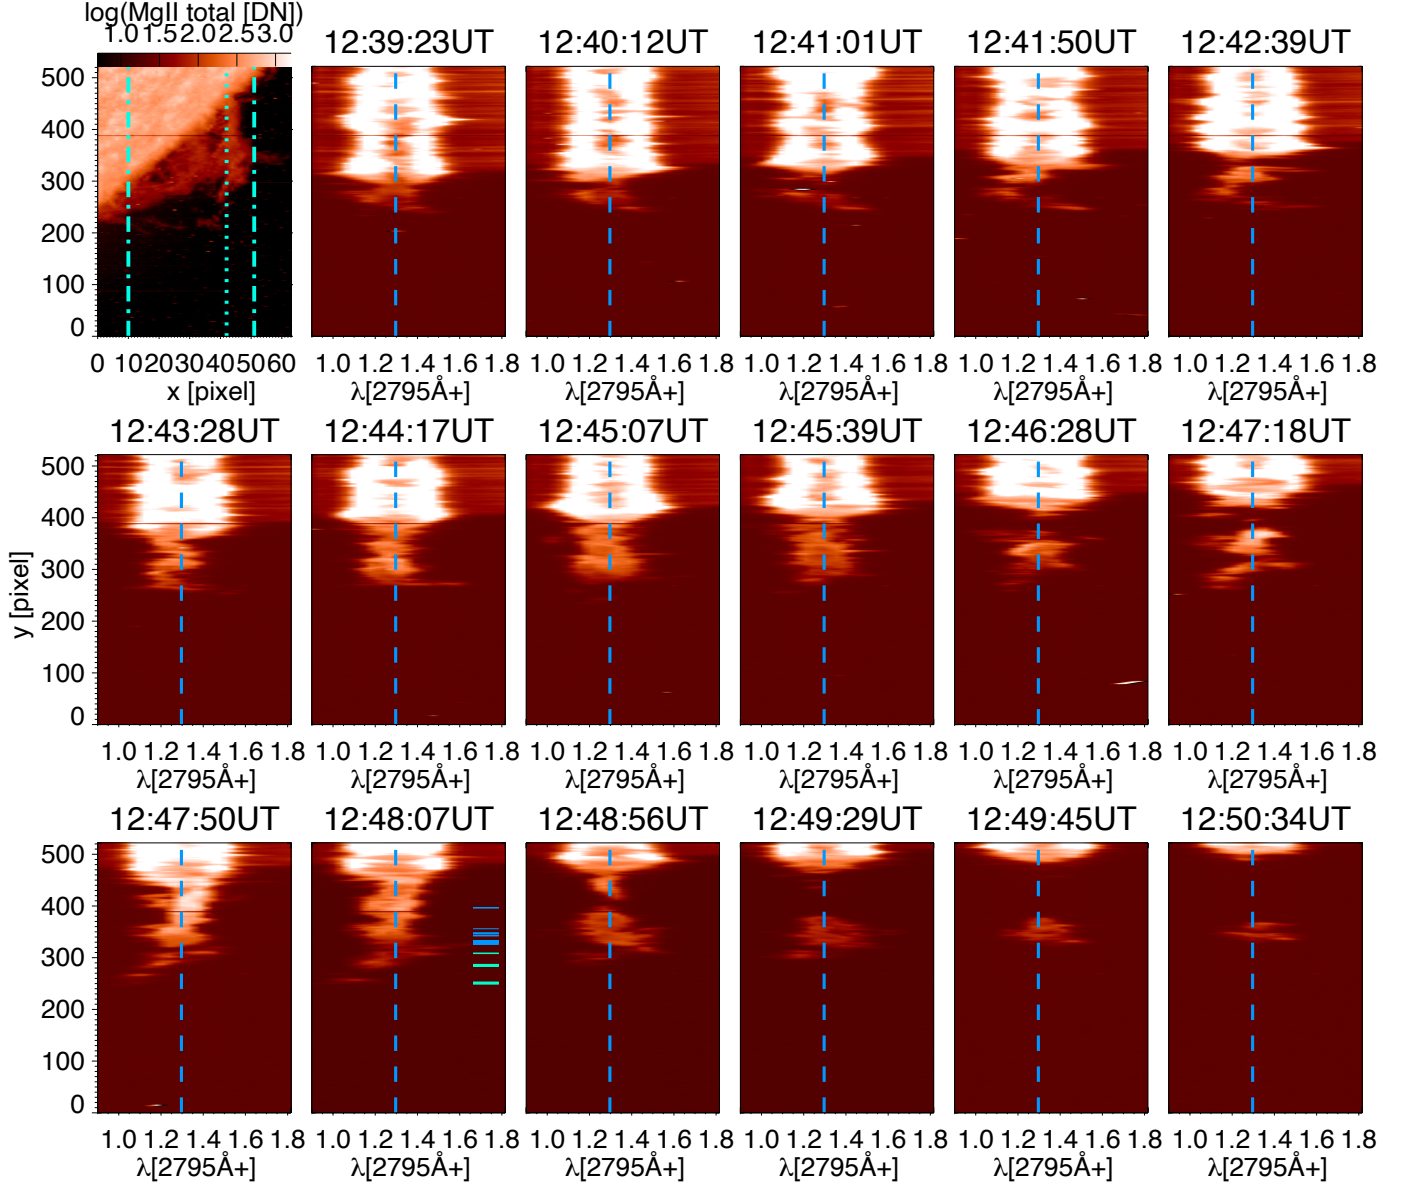 log(MgII total [DN])
1.0 1.5 2.0 2.5 3.0
12:39:23UT 12:40:12UT 12:41:01UT 12:41:50UT 12:42:39UT
500
400
300
200
100
0
0 10 20 30 40 50 60 1.0 1.2 1.4 1.6 1.8 1.0 1.2 1.4 1.6 1.8 1.0 1.2 1.4 1.6 1.8 1.0 1.2 1.4 1.6 1.8 1.0 1.2 1.4 1.6 1.8
x [pixel] λ[2795Å+] λ[2795Å+] λ[2795Å+] λ[2795Å+] λ[2795Å+]
12:43:28UT 12:44:17UT 12:45:07UT 12:45:39UT 12:46:28UT 12:47:18UT
y [pixel]
500
400
300
200
100
0
1.0 1.2 1.4 1.6 1.8 1.0 1.2 1.4 1.6 1.8 1.0 1.2 1.4 1.6 1.8 1.0 1.2 1.4 1.6 1.8 1.0 1.2 1.4 1.6 1.8 1.0 1.2 1.4 1.6 1.8
λ[2795Å+] λ[2795Å+] λ[2795Å+] λ[2795Å+] λ[2795Å+] λ[2795Å+]
12:47:50UT 12:48:07UT 12:48:56UT 12:49:29UT 12:49:45UT 12:50:34UT
500
400
300
200
100
0
1.0 1.2 1.4 1.6 1.8 1.0 1.2 1.4 1.6 1.8 1.0 1.2 1.4 1.6 1.8 1.0 1.2 1.4 1.6 1.8 1.0 1.2 1.4 1.6 1.8 1.0 1.2 1.4 1.6 1.8
λ[2795Å+] λ[2795Å+] λ[2795Å+] λ[2795Å+] λ[2795Å+] λ[2795Å+]